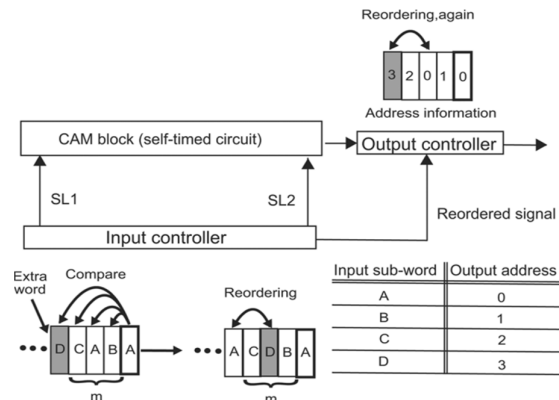 Reordering,again
3 2 0 1 0
Address information
CAM block (self-timed circuit)
Output controller
SL1
SL2
Reordered signal
Input controller
Extra
word
Compare
Reordering
D C A B A
m
A C D B A
m
Input sub-word Output address
A 0
B 1
C 2
D 3